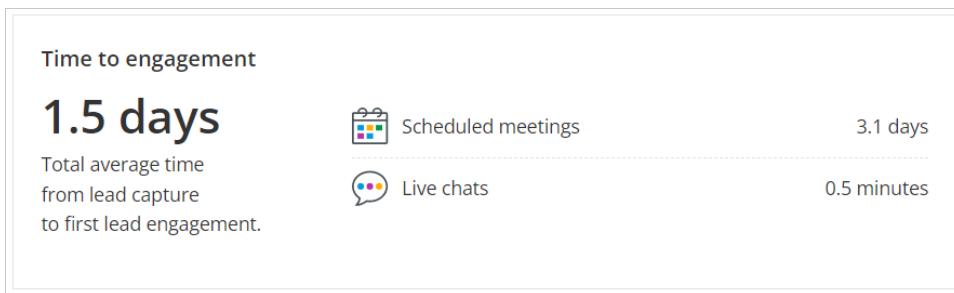 Time to engagement
1.5 days
Total average time
from lead capture
to first lead engagement.
Scheduled meetings 3.1 days
Live chats 0.5 minutes